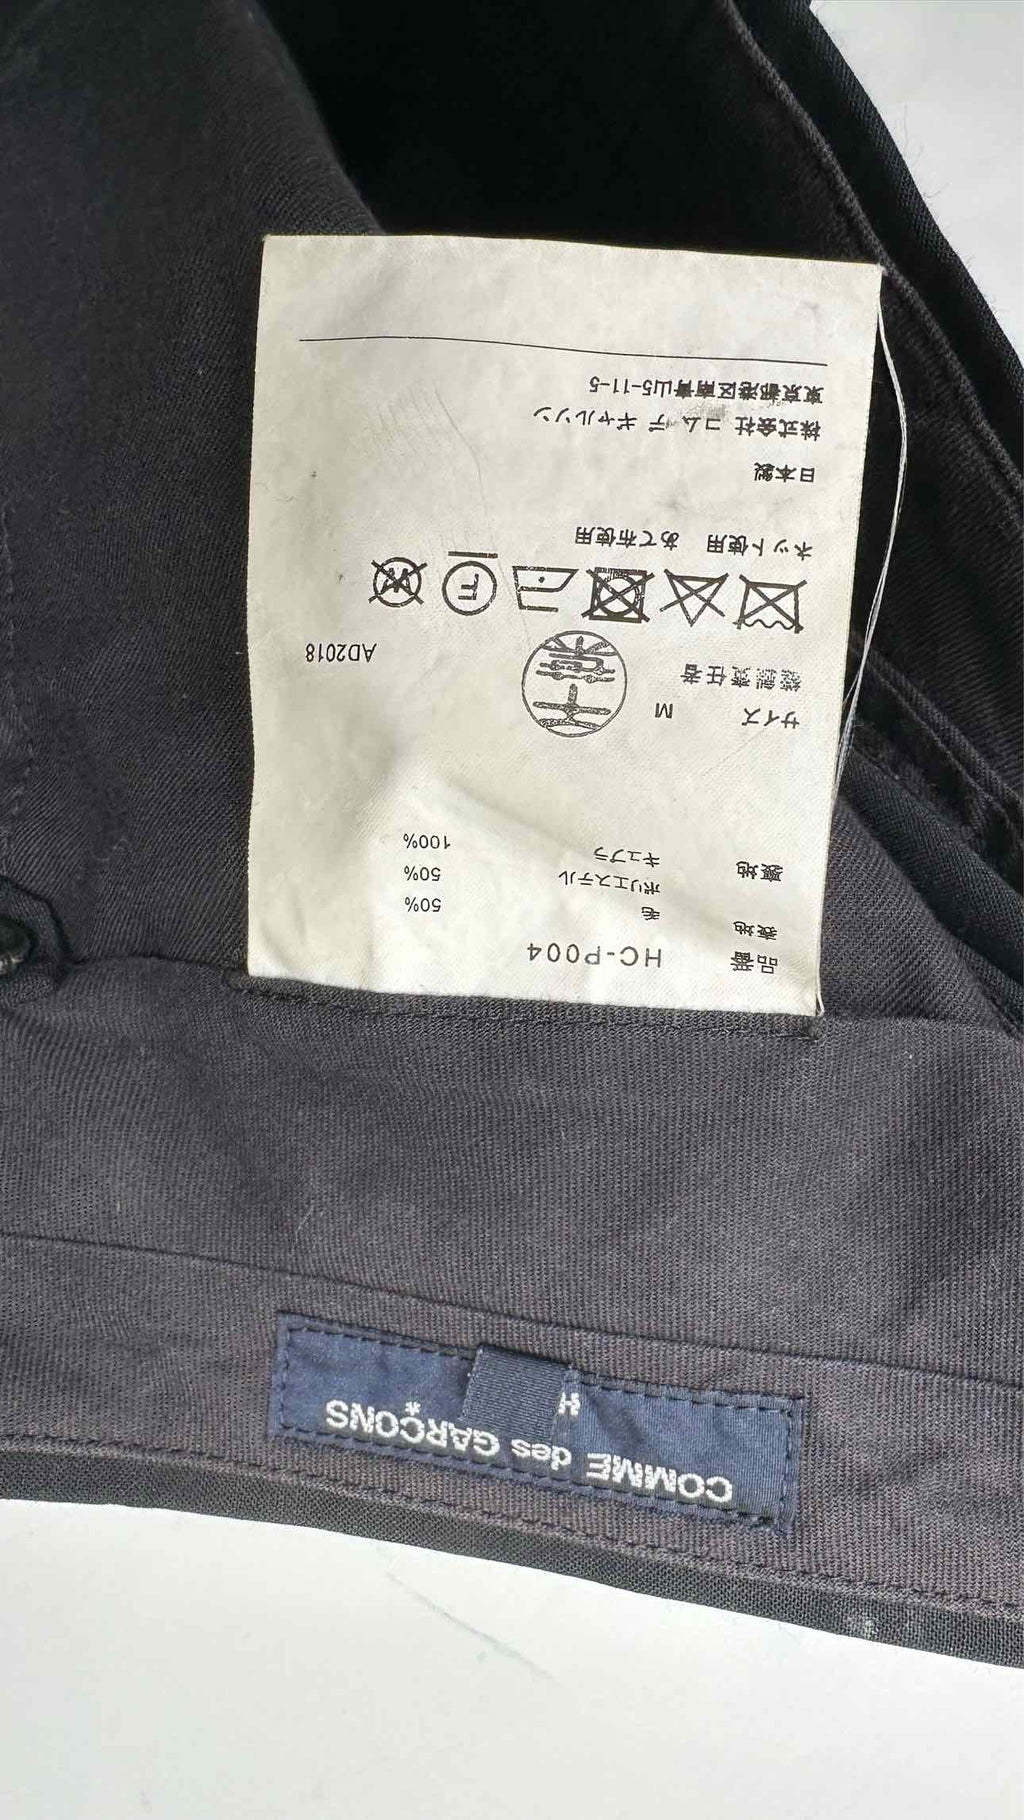 品番 HC-P004
表地 毛 50%
ポリエステル 50%
裏地 キュプラ 100%
サイズ M
縫製責任者
AD2018
W
F
ネット使用 あて布使用
日本製
株式会社 コム デ ギャルソン
東京都港区南青山5-11-5
COMME des GARÇONS
H